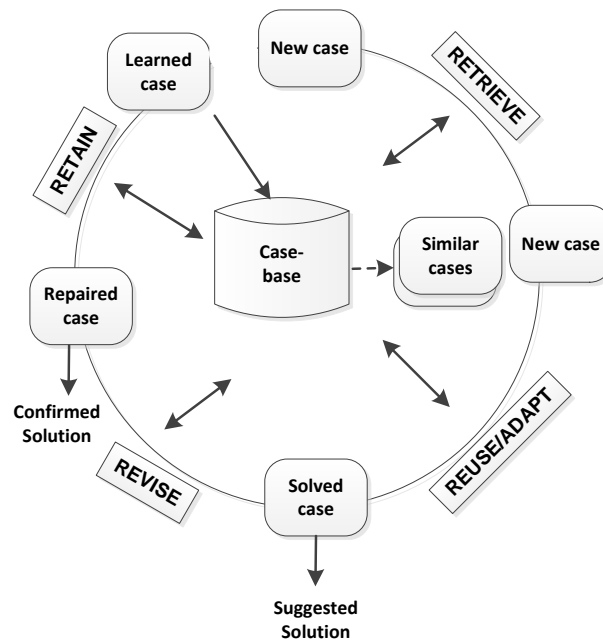 Learned
case
New case
RETRIEVE
RETAIN
Case-
base
Similar
cases
New case
Repaired
case
Confirmed
Solution
REVISE
Solved
case
REUSE/ADAPT
Suggested
Solution